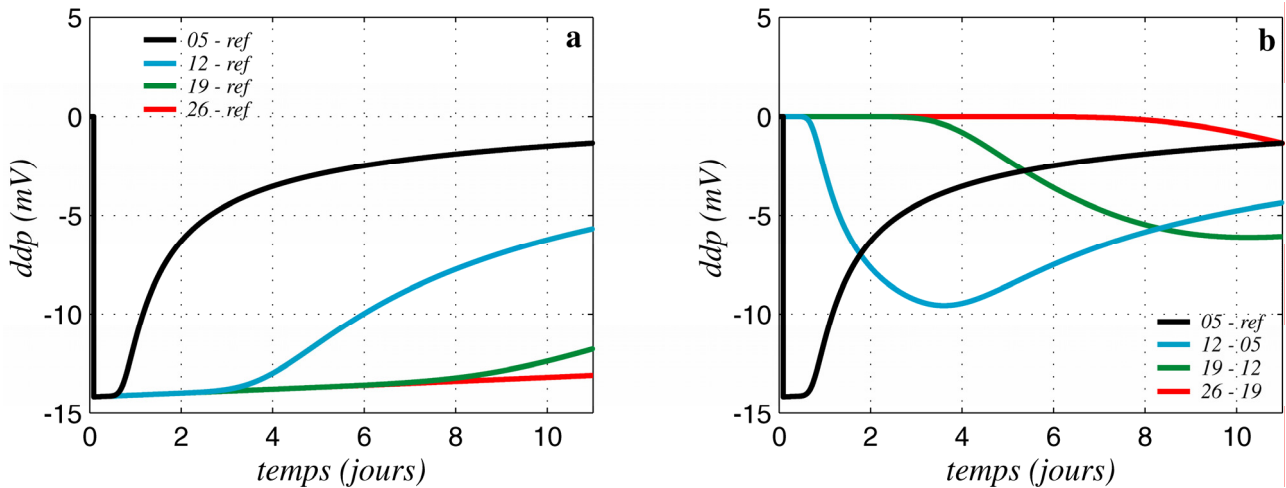 a
05 - ref
12 - ref
19 - ref
26 - ref
5
0
-5
-10
-15
0 2 4 6 8 10
ddp (mV)
temps (jours)
b
5
0
-5
-10
-15
0 2 4 6 8 10
ddp (mV)
temps (jours)
05 - ref
12 - 05
19 - 12
26 - 19